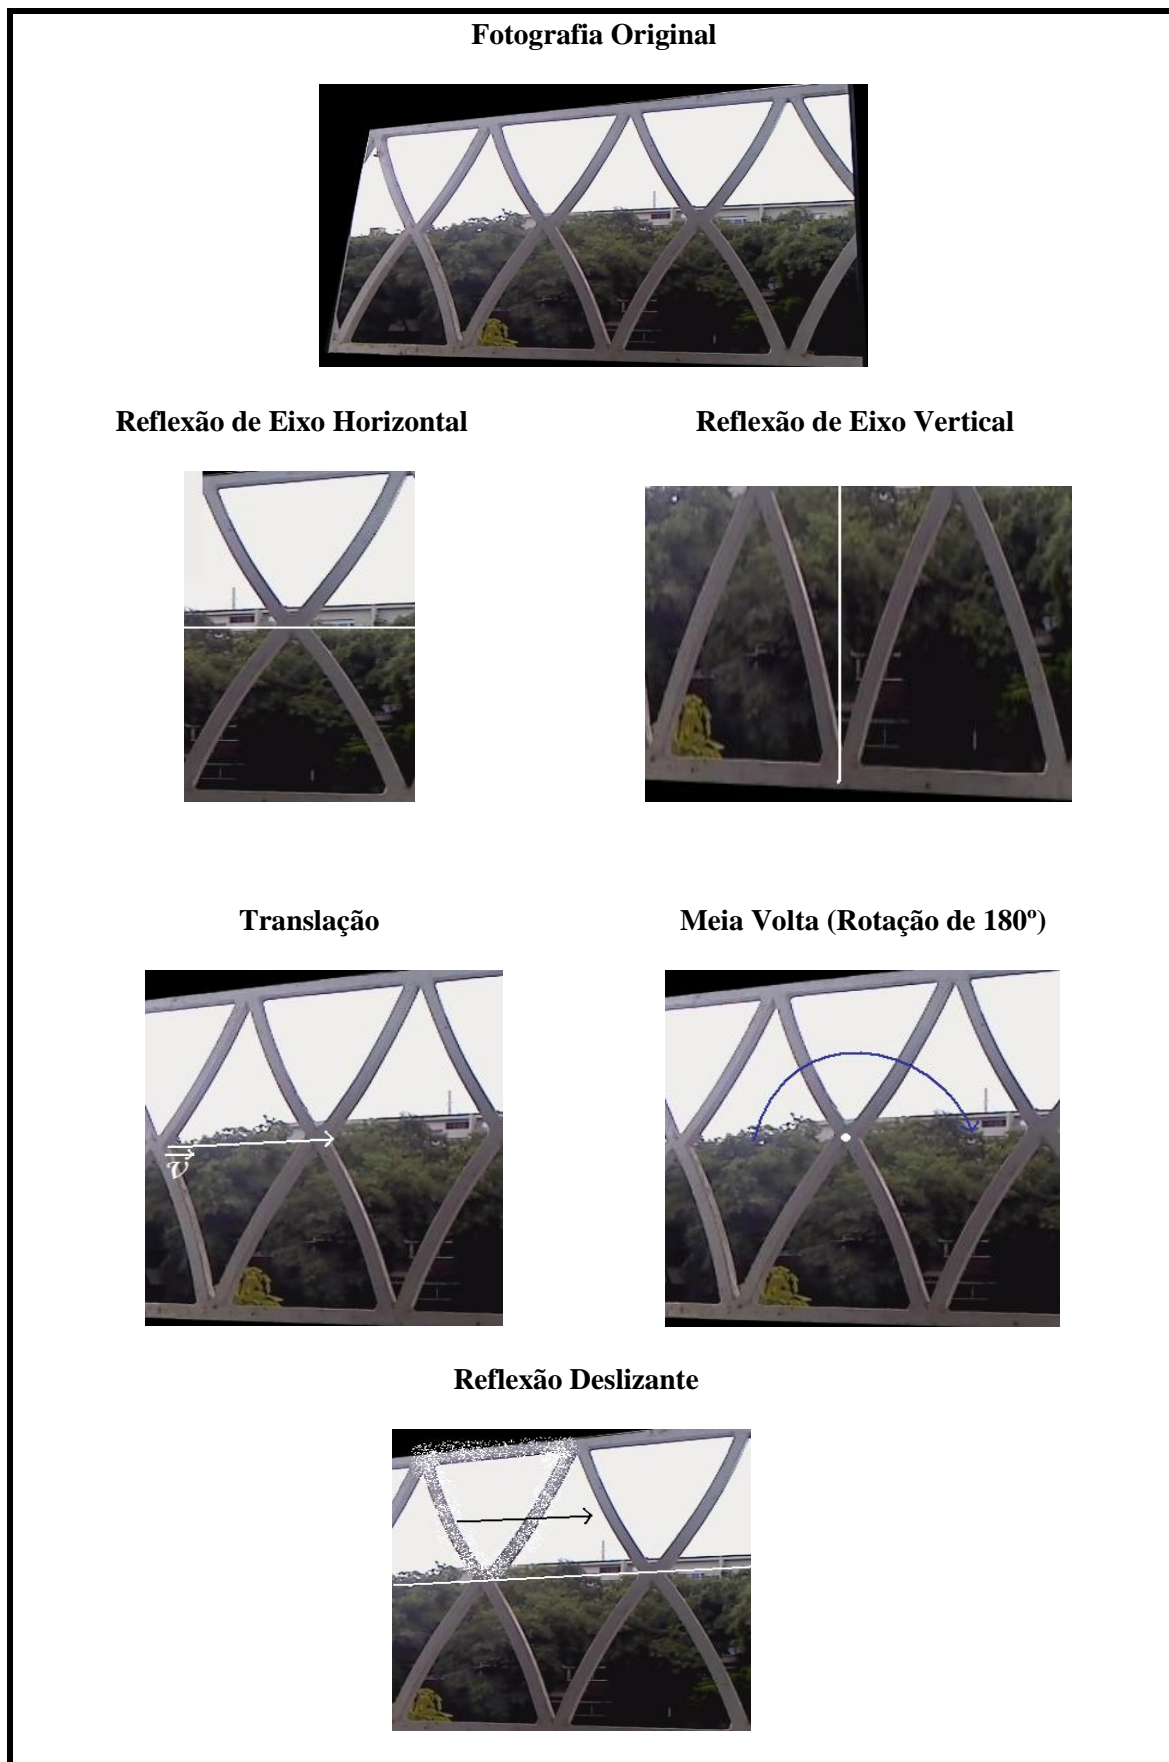 Fotografia Original
Reflexão de Eixo Horizontal
Reflexão de Eixo Vertical
Translação
Meia Volta (Rotação de 180º)
v
Reflexão Deslizante